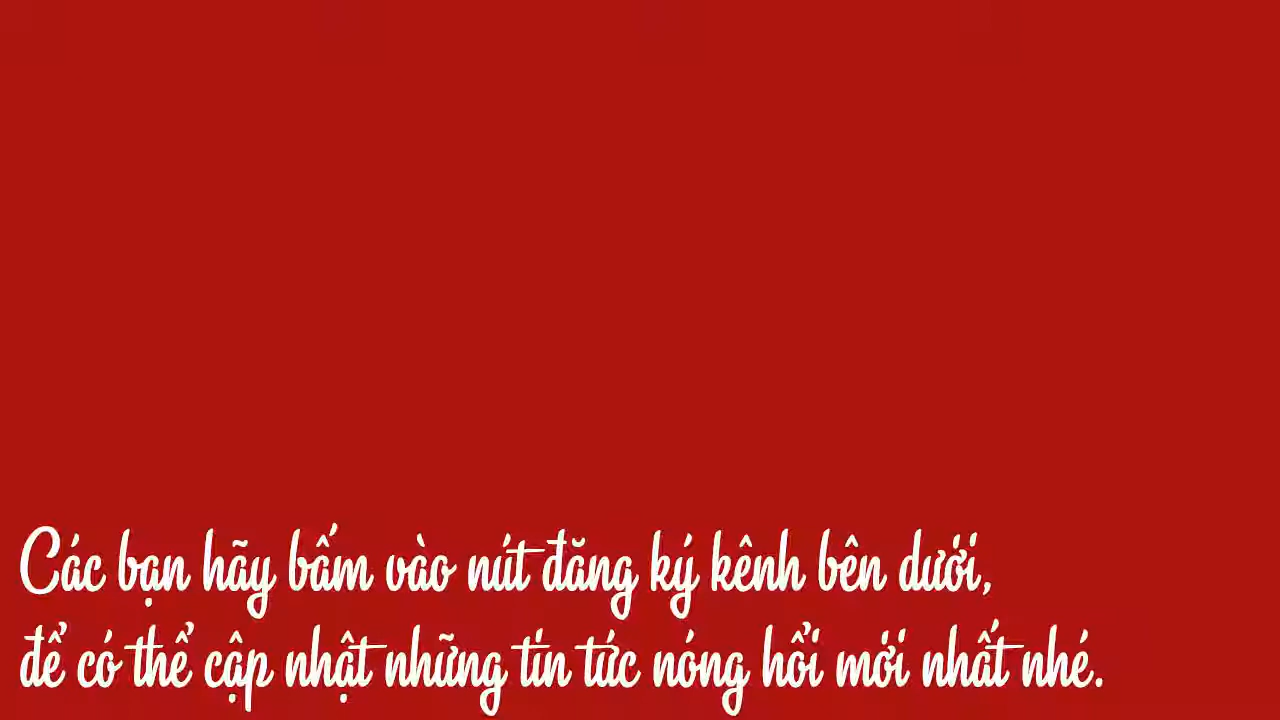 Các bạn hãy bấm vào nút đăng ký kênh bên dưới,
để có thể cập nhật những tin tức nóng hổi mới nhất nhé.